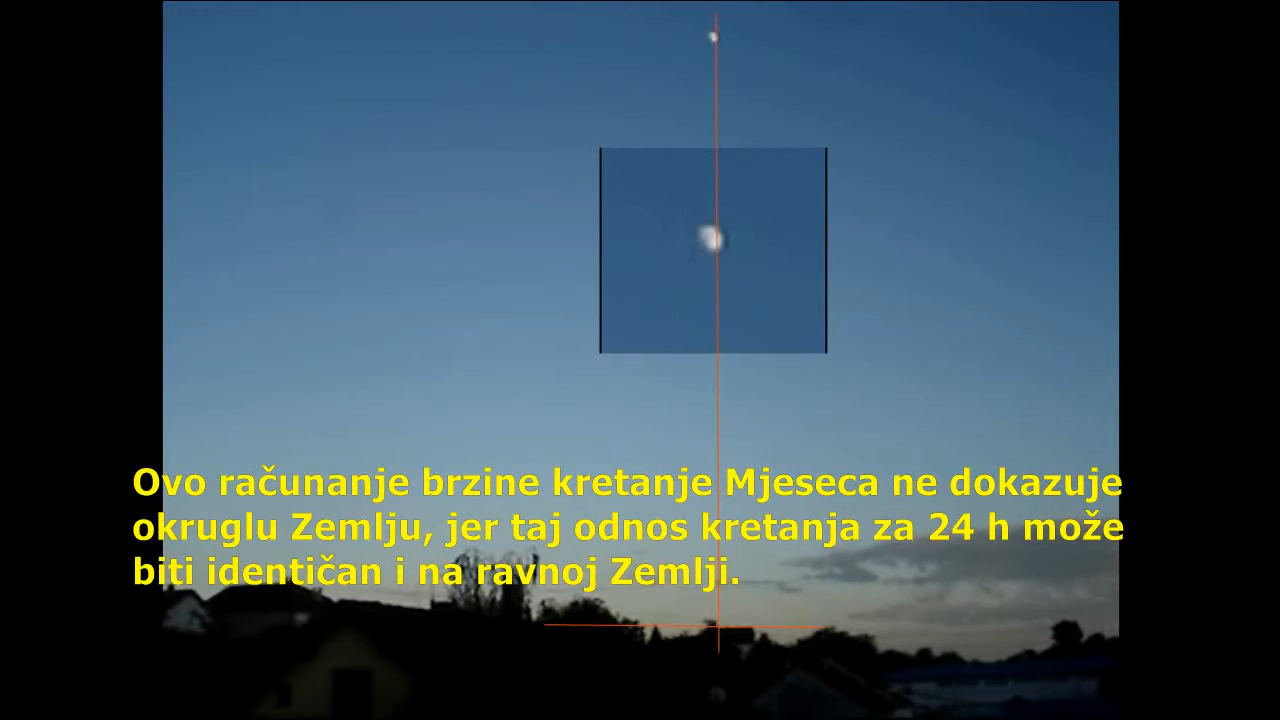 Ovo računanje brzine kretanje Mjeseca ne dokazuje
okruglu Zemlju, jer taj odnos kretanja za 24 h može
biti identičan i na ravnoj Zemlji.